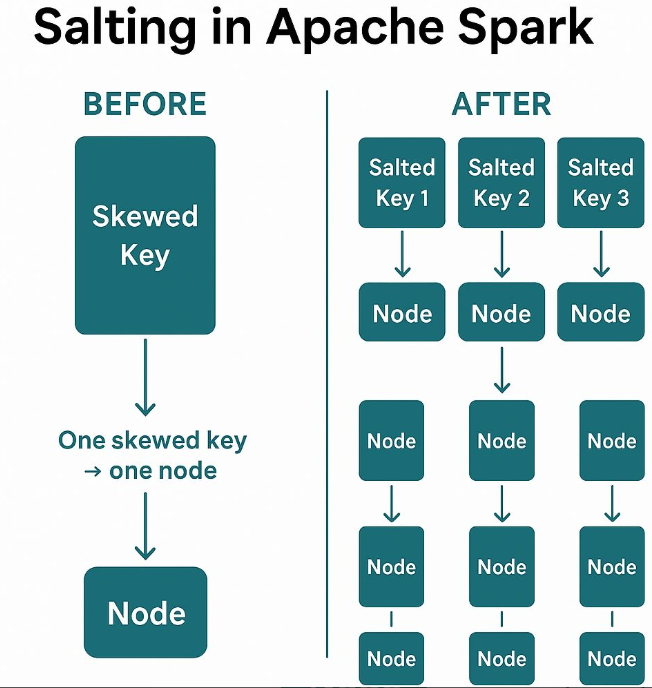 Salting in Apache Spark
BEFORE
Skewed
Key
One skewed key
→ one node
Node
AFTER
Salted
Key 1
Salted
Key 2
Salted
Key 3
Node
Node
Node
Node
Node
Node
Node
Node
Node
Node
Node
Node